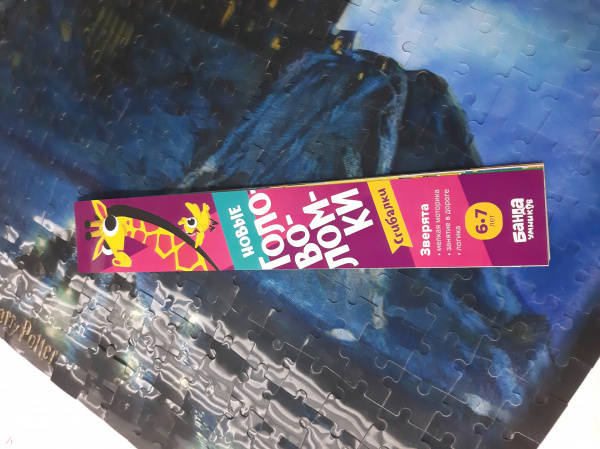 НОВЫЕ
ГОЛО-
ВО-
ЛОМ-
КИ
Сгибалки
Зверята
• мелкая моторика
• занятие в дороге
• логика
6-7
лет
банда
умников
Potter